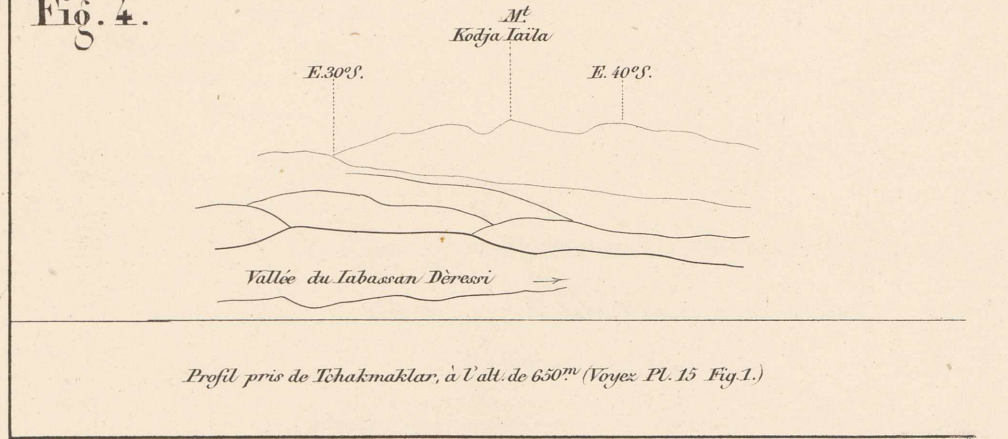 Fig. 4.
Mt
Kodja Iaïla
E.30°S.
E.40°S.
Vallée du Iabassan Dèressi
Profil pris de Tchakmaklar, à l'alt. de 650m (Voyez Pl. 15 Fig.1.)